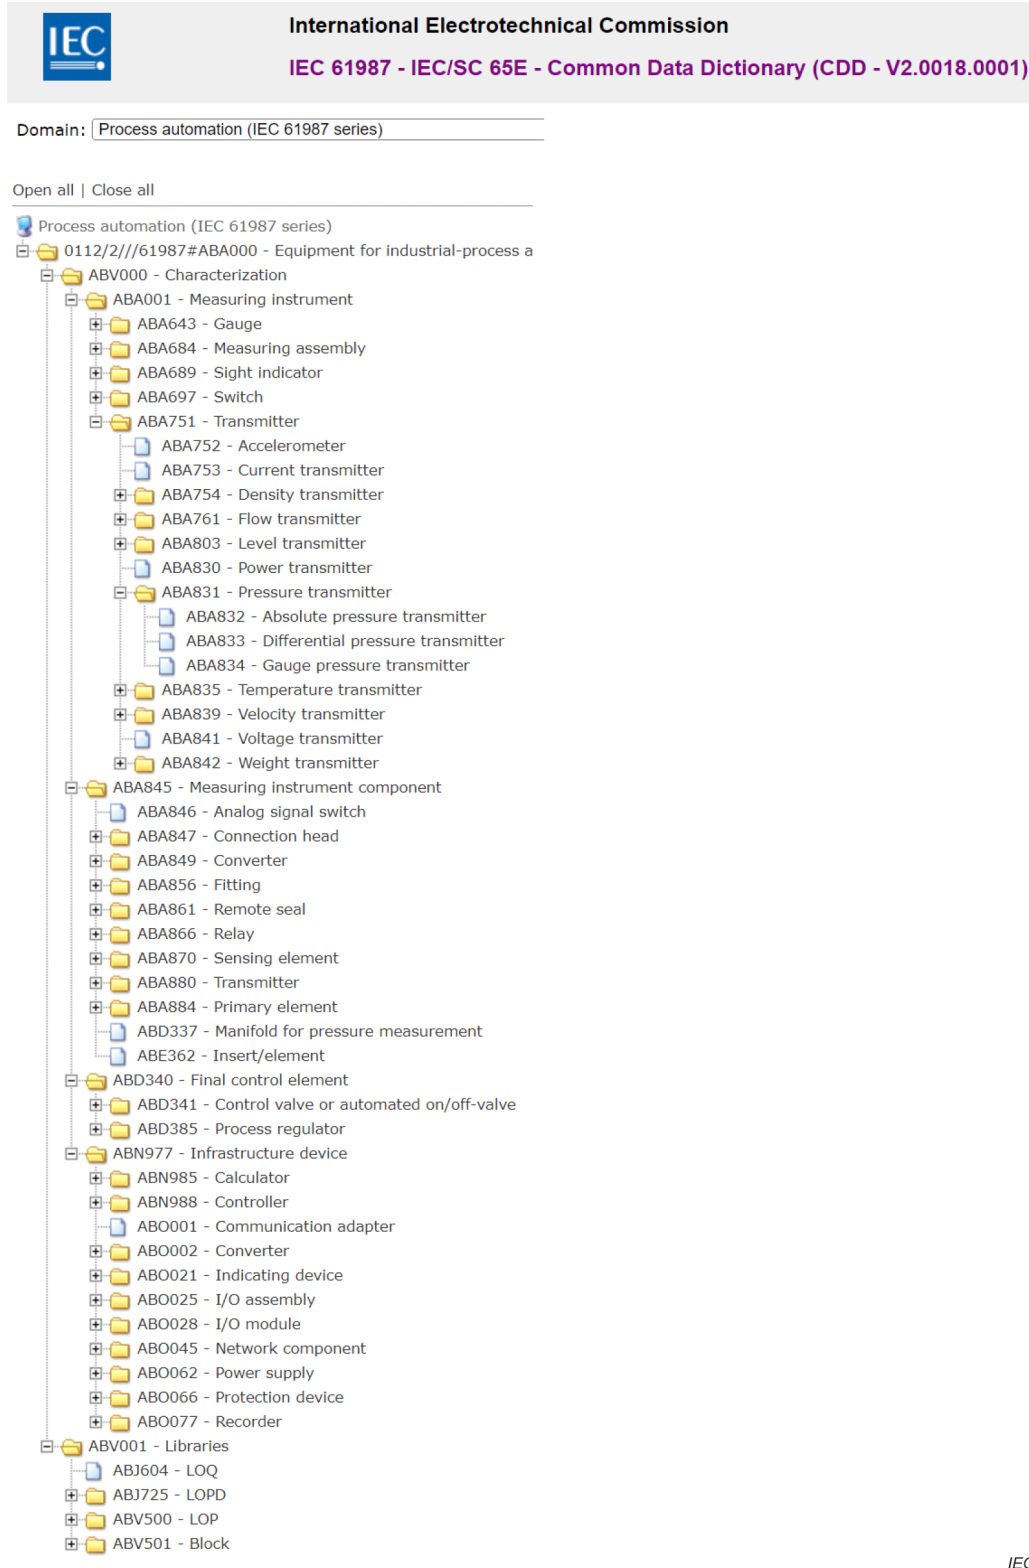 IEC
International Electrotechnical Commission
IEC 61987 - IEC/SC 65E - Common Data Dictionary (CDD - V2.0018.0001)
Domain: Process automation (IEC 61987 series)
Open all | Close all
Process automation (IEC 61987 series)
0112/2///61987#ABA000 - Equipment for industrial-process a
ABV000 - Characterization
ABA001 - Measuring instrument
ABA643 - Gauge
ABA684 - Measuring assembly
ABA689 - Sight indicator
ABA697 - Switch
ABA751 - Transmitter
ABA752 - Accelerometer
ABA753 - Current transmitter
ABA754 - Density transmitter
ABA761 - Flow transmitter
ABA803 - Level transmitter
ABA830 - Power transmitter
ABA831 - Pressure transmitter
ABA832 - Absolute pressure transmitter
ABA833 - Differential pressure transmitter
ABA834 - Gauge pressure transmitter
ABA835 - Temperature transmitter
ABA839 - Velocity transmitter
ABA841 - Voltage transmitter
ABA842 - Weight transmitter
ABA845 - Measuring instrument component
ABA846 - Analog signal switch
ABA847 - Connection head
ABA849 - Converter
ABA856 - Fitting
ABA861 - Remote seal
ABA866 - Relay
ABA870 - Sensing element
ABA880 - Transmitter
ABA884 - Primary element
ABD337 - Manifold for pressure measurement
ABE362 - Insert/element
ABD340 - Final control element
ABD341 - Control valve or automated on/off-valve
ABD385 - Process regulator
ABN977 - Infrastructure device
ABN985 - Calculator
ABN988 - Controller
ABO001 - Communication adapter
ABO002 - Converter
ABO021 - Indicating device
ABO025 - I/O assembly
ABO028 - I/O module
ABO045 - Network component
ABO062 - Power supply
ABO066 - Protection device
ABO077 - Recorder
ABV001 - Libraries
ABJ604 - LOQ
ABJ725 - LOPD
ABV500 - LOP
ABV501 - Block